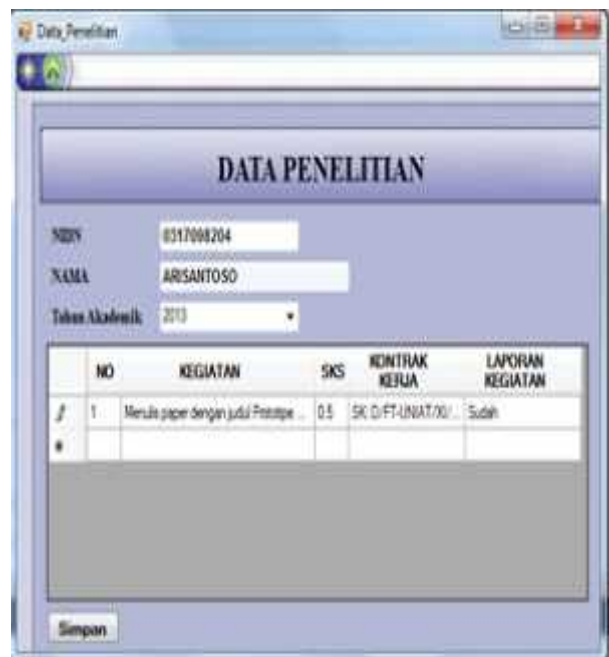 Data_Penelitian
DATA PENELITIAN
NIDN 0317098204
NAMA ARISANTOSO
Tahun Akademik 2013
NO KEGIATAN SKS KONTRAK KERJA LAPORAN KEGIATAN
1 Menulis paper dengan judul Prototipe ... 0.5 SK: D/FT-UNIAT/XI/... Sudah
Simpan